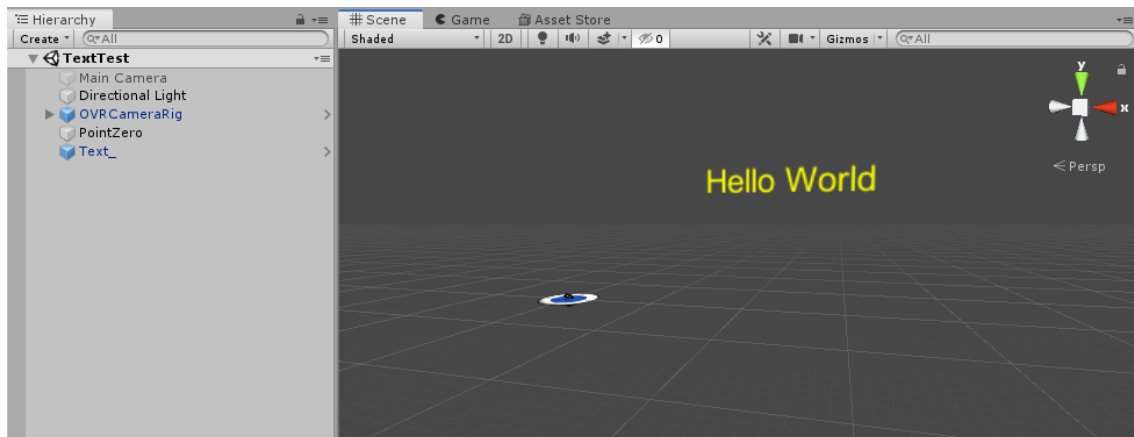 Hierarchy
Create All
TextTest
Main Camera
Directional Light
OVRCameraRig
PointZero
Text_
Scene Game Asset Store
Shaded 2D 0 Gizmos All
y
x
Persp
Hello World